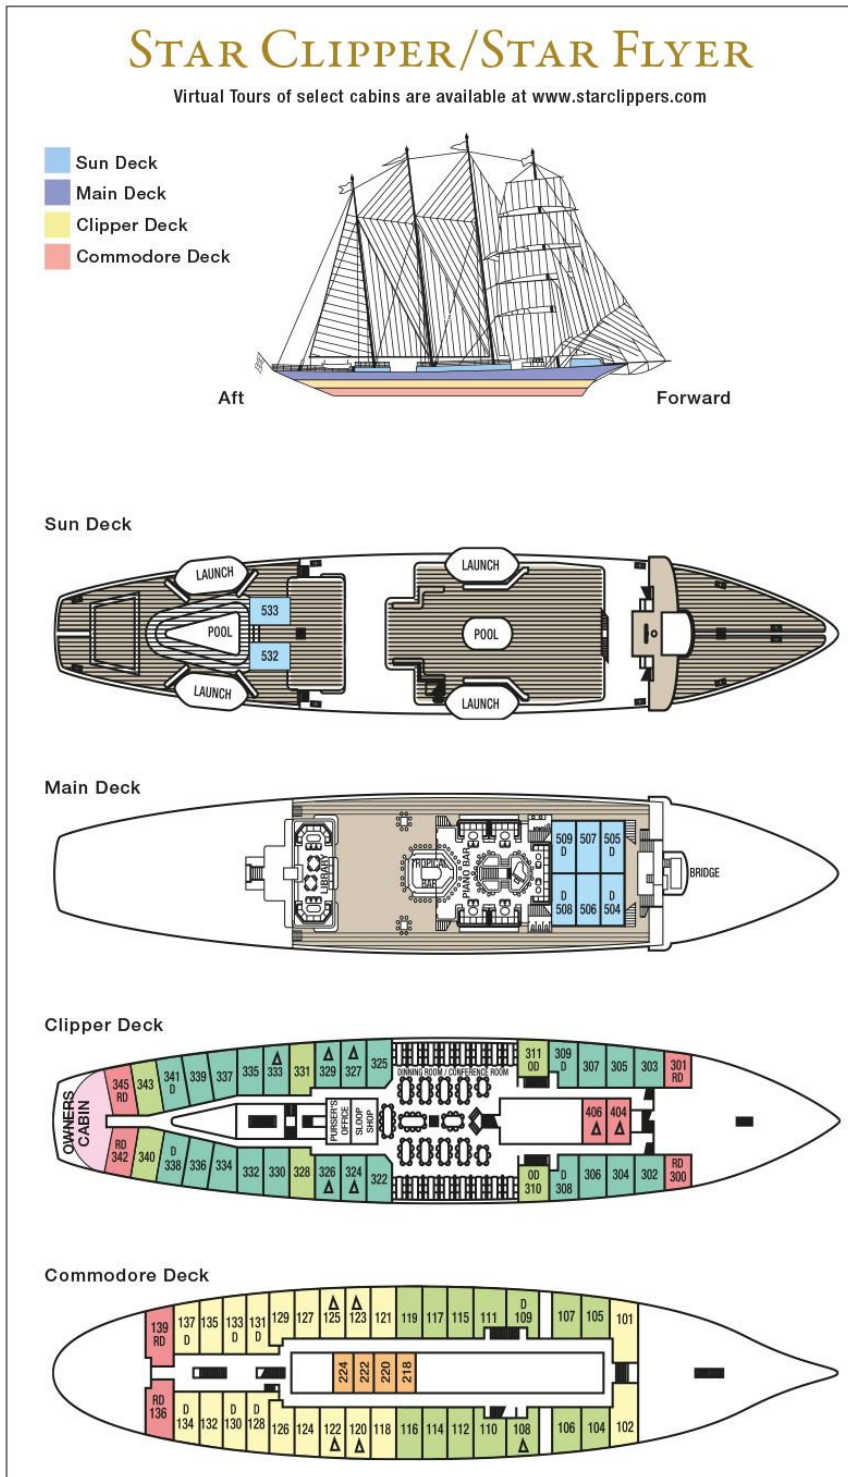 STAR CLIPPER/STAR FLYER
Virtual Tours of select cabins are available at www.starclippers.com
Sun Deck
Main Deck
Clipper Deck
Commodore Deck
Aft
Forward
Sun Deck
LAUNCH
LAUNCH
533
POOL
POOL
532
LAUNCH
LAUNCH
Main Deck
509 D
507
505 D
LIBRARY
TROPICAL BAR
PIANO BAR
BRIDGE
D 508
506
D 504
Clipper Deck
OWNERS CABIN
345 RD
343
341 D
339
337
335
333
331
329
327
325
DINNING ROOM / CONFERENCE ROOM
311 OD
309 D
307
305
303
301 RD
PURSER'S OFFICE
SLOOP SHOP
406
404
RD 342
340
D 338
336
334
332
330
328
326
324
322
OD 310
D 308
306
304
302
RD 300
Commodore Deck
139 RD
137 D
135
133 D
131 D
129
127
125
123
121
119
117
115
111
D 109
107
105
101
224
222
220
218
RD 136
D 134
132
D 130
D 128
126
124
122
120
118
116
114
112
110
108
106
104
102